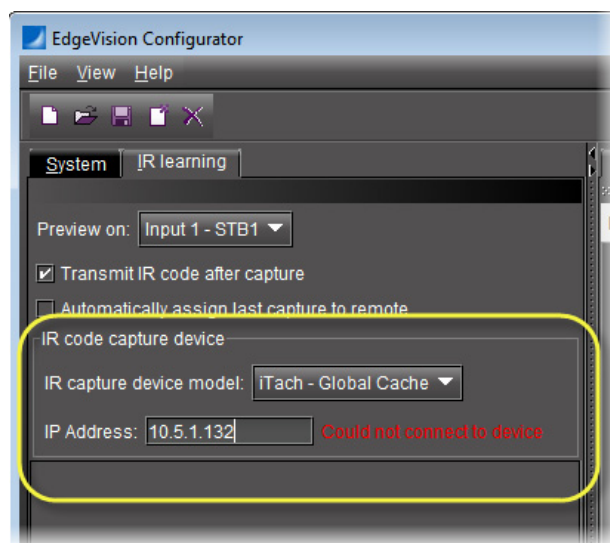 EdgeVision Configurator
File View Help
System IR learning
Preview on: Input 1 - STB1
Transmit IR code after capture
Automatically assign last capture to remote
IR code capture device
IR capture device model: iTach - Global Cache
IP Address: 10.5.1.132 Could not connect to device